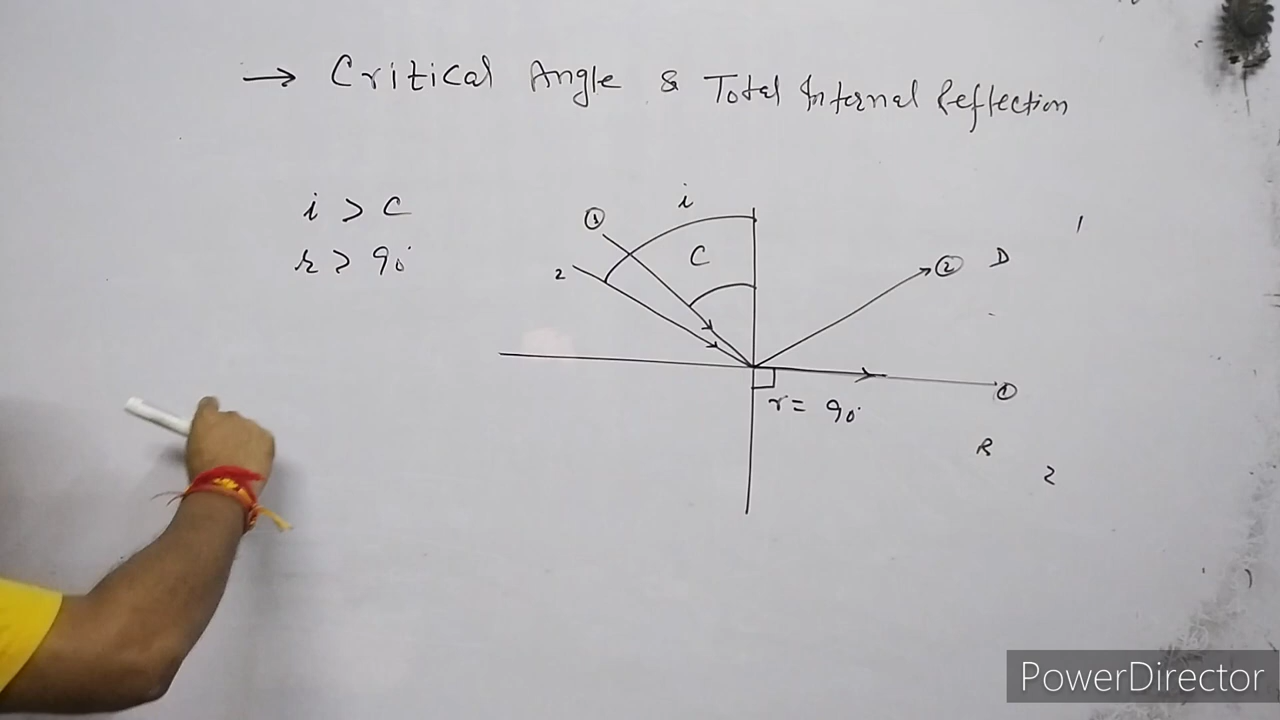 → Critical Angle & Total Internal Reflection
i > C
r > 90°
i
①
C
2
② D
1
①
r = 90°
R
2
PowerDirector